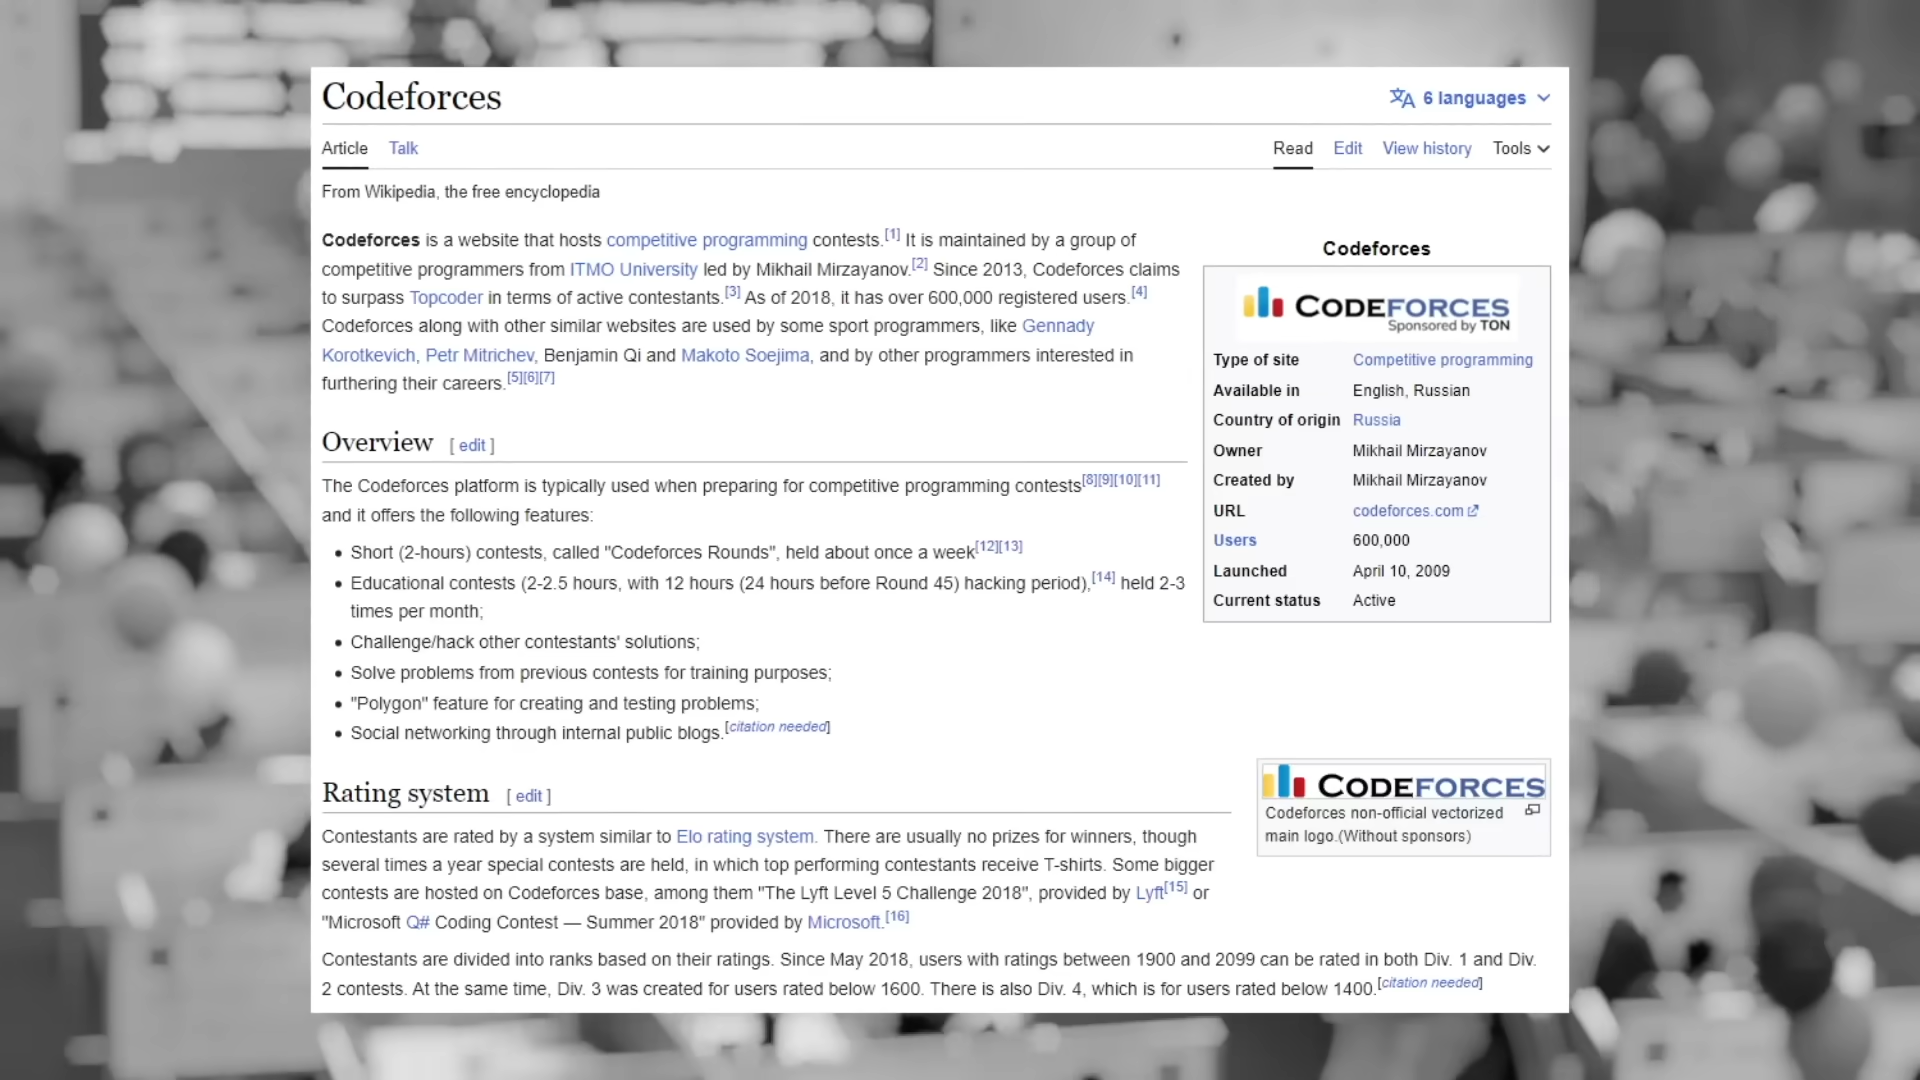 Codeforces
6 languages
Article Talk
Read Edit View history Tools
From Wikipedia, the free encyclopedia
Codeforces is a website that hosts competitive programming contests.[1] It is maintained by a group of
competitive programmers from ITMO University led by Mikhail Mirzayanov.[2] Since 2013, Codeforces claims
to surpass Topcoder in terms of active contestants.[3] As of 2018, it has over 600,000 registered users.[4]
Codeforces along with other similar websites are used by some sport programmers, like Gennady
Korotkevich, Petr Mitrichev, Benjamin Qi and Makoto Soejima, and by other programmers interested in
furthering their careers.[5][6][7]
Codeforces
CODEFORCES
Sponsored by TON
Type of site Competitive programming
Available in English, Russian
Country of origin Russia
Owner Mikhail Mirzayanov
Created by Mikhail Mirzayanov
URL codeforces.com
Users 600,000
Launched April 10, 2009
Current status Active
Overview [ edit ]
The Codeforces platform is typically used when preparing for competitive programming contests[8][9][10][11]
and it offers the following features:
• Short (2-hours) contests, called "Codeforces Rounds", held about once a week[12][13]
• Educational contests (2-2.5 hours, with 12 hours (24 hours before Round 45) hacking period),[14] held 2-3
times per month;
• Challenge/hack other contestants' solutions;
• Solve problems from previous contests for training purposes;
• "Polygon" feature for creating and testing problems;
• Social networking through internal public blogs.[citation needed]
CODEFORCES
Codeforces non-official vectorized
main logo.(Without sponsors)
Rating system [ edit ]
Contestants are rated by a system similar to Elo rating system. There are usually no prizes for winners, though
several times a year special contests are held, in which top performing contestants receive T-shirts. Some bigger
contests are hosted on Codeforces base, among them "The Lyft Level 5 Challenge 2018", provided by Lyft[15] or
"Microsoft Q# Coding Contest — Summer 2018" provided by Microsoft.[16]
Contestants are divided into ranks based on their ratings. Since May 2018, users with ratings between 1900 and 2099 can be rated in both Div. 1 and Div.
2 contests. At the same time, Div. 3 was created for users rated below 1600. There is also Div. 4, which is for users rated below 1400.[citation needed]